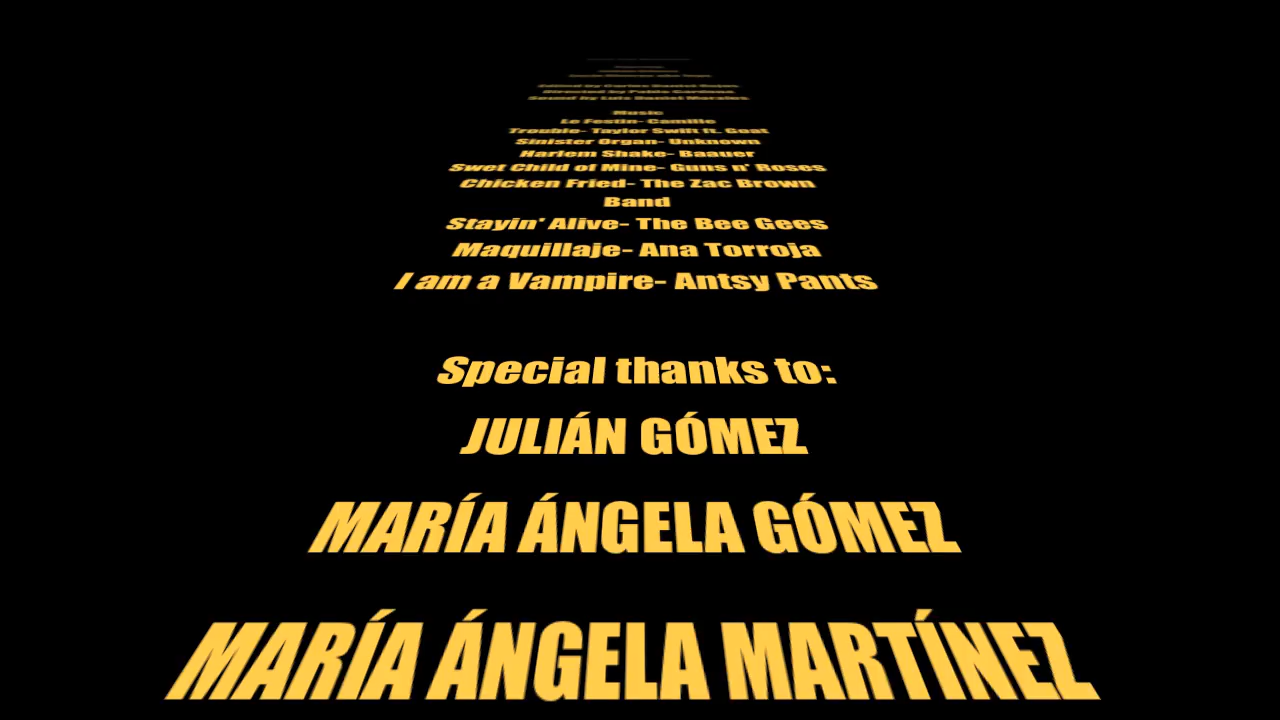 Edited by Carlos Daniel Rojas
Directed by Pablo Cardona
Sound by Luis Daniel Morales
Music
Le Festin- Camille
Trouble- Taylor Swift ft. Goat
Sinister Organ- Unknown
Harlem Shake- Baauer
Swet Child of Mine- Guns n' Roses
Chicken Fried- The Zac Brown
Band
Stayin' Alive- The Bee Gees
Maquillaje- Ana Torroja
I am a Vampire- Antsy Pants
Special thanks to:
JULIÁN GÓMEZ
MARÍA ÁNGELA GÓMEZ
MARÍA ÁNGELA MARTÍNEZ